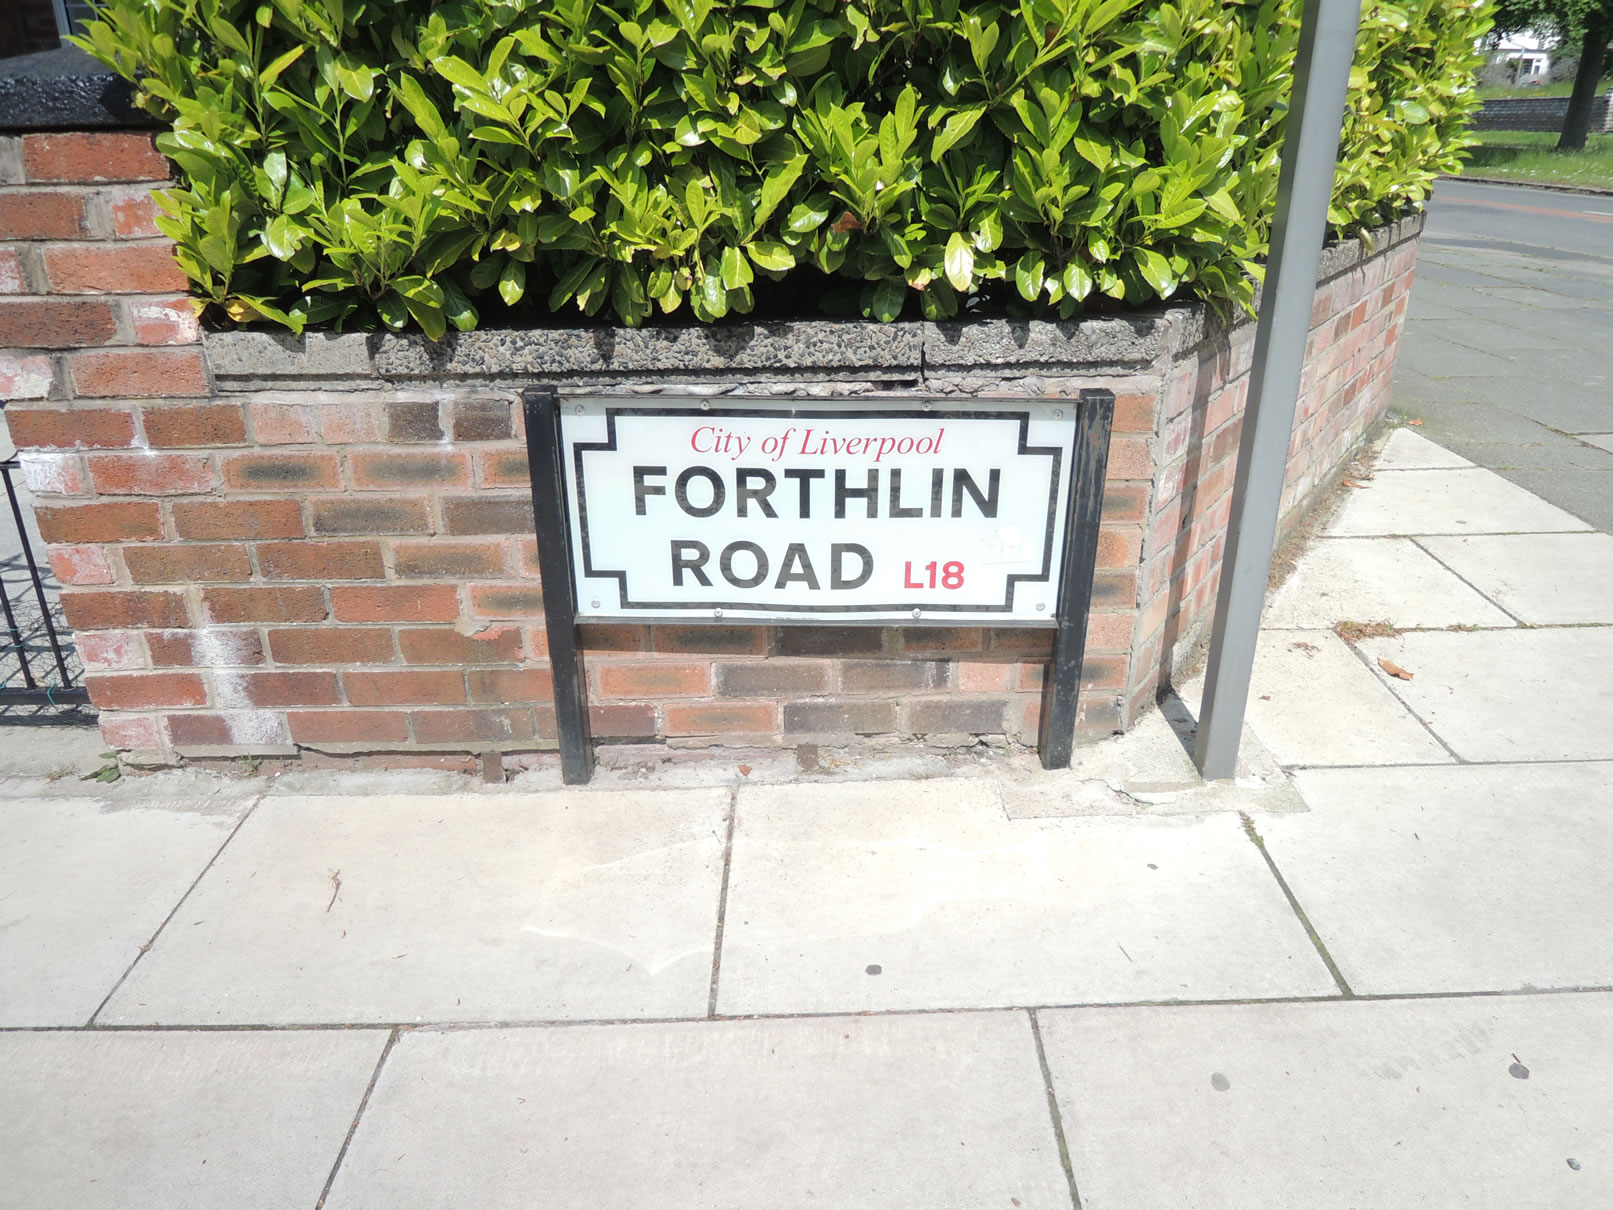 City of Liverpool
FORTHLIN
ROAD L18